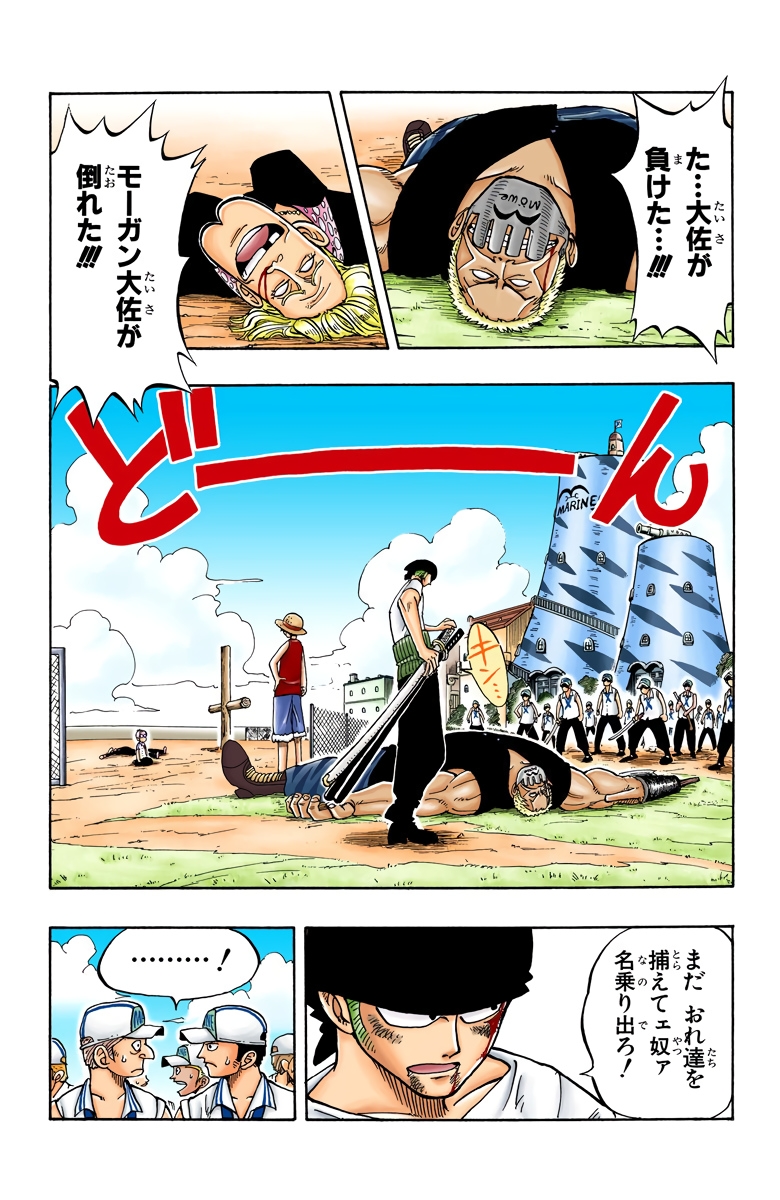 た…大佐が
負けた…!!!
Möwe
モーガン大佐が
倒れた!!!
どーん
MARINE
キン…
まだ おれ達を
捕えてェ奴ァ
名乗り出ろ!
………!